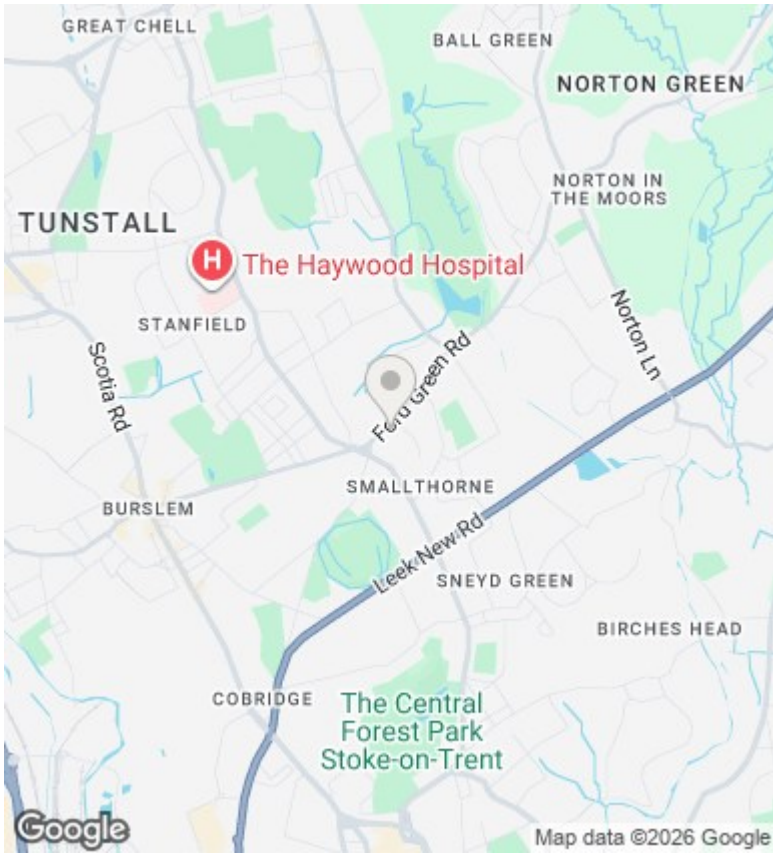 GREAT CHELL
BALL GREEN
NORTON GREEN
NORTON IN
THE MOORS
TUNSTALL
H
The Haywood Hospital
STANFIELD
Scotia Rd
Norton Ln
Ford Green Rd
SMALLTHORNE
BURSLEM
Leek New Rd
SNEYD GREEN
BIRCHES HEAD
COBRIDGE
The Central
Forest Park
Stoke-on-Trent
Google
Map data ©2026 Google